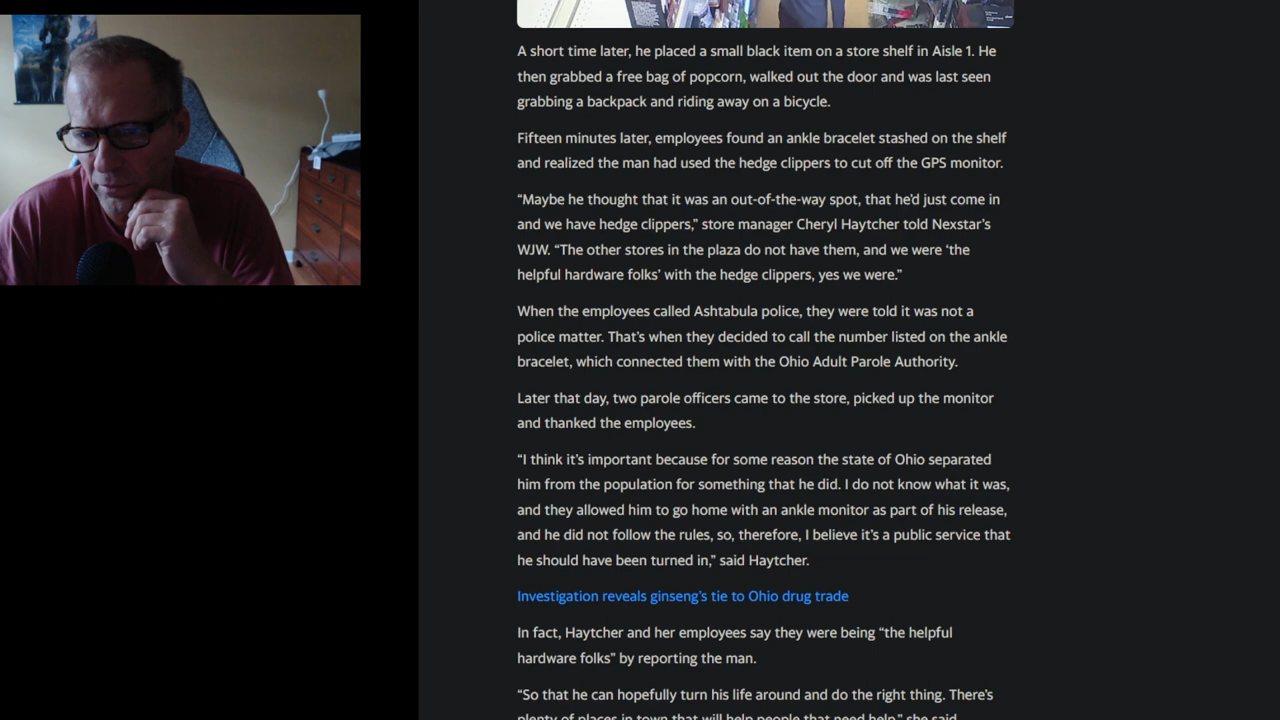 A short time later, he placed a small black item on a store shelf in Aisle 1. He
then grabbed a free bag of popcorn, walked out the door and was last seen
grabbing a backpack and riding away on a bicycle.
Fifteen minutes later, employees found an ankle bracelet stashed on the shelf
and realized the man had used the hedge clippers to cut off the GPS monitor.
“Maybe he thought that it was an out-of-the-way spot, that he’d just come in
and we have hedge clippers,” store manager Cheryl Haytcher told Nexstar’s
WJW. “The other stores in the plaza do not have them, and we were ‘the
helpful hardware folks’ with the hedge clippers, yes we were.”
When the employees called Ashtabula police, they were told it was not a
police matter. That’s when they decided to call the number listed on the ankle
bracelet, which connected them with the Ohio Adult Parole Authority.
Later that day, two parole officers came to the store, picked up the monitor
and thanked the employees.
“I think it’s important because for some reason the state of Ohio separated
him from the population for something that he did. I do not know what it was,
and they allowed him to go home with an ankle monitor as part of his release,
and he did not follow the rules, so, therefore, I believe it’s a public service that
he should have been turned in,” said Haytcher.
Investigation reveals ginseng’s tie to Ohio drug trade
In fact, Haytcher and her employees say they were being “the helpful
hardware folks” by reporting the man.
“So that he can hopefully turn his life around and do the right thing. There’s
plenty of places in town that will help people that need help,” she said.